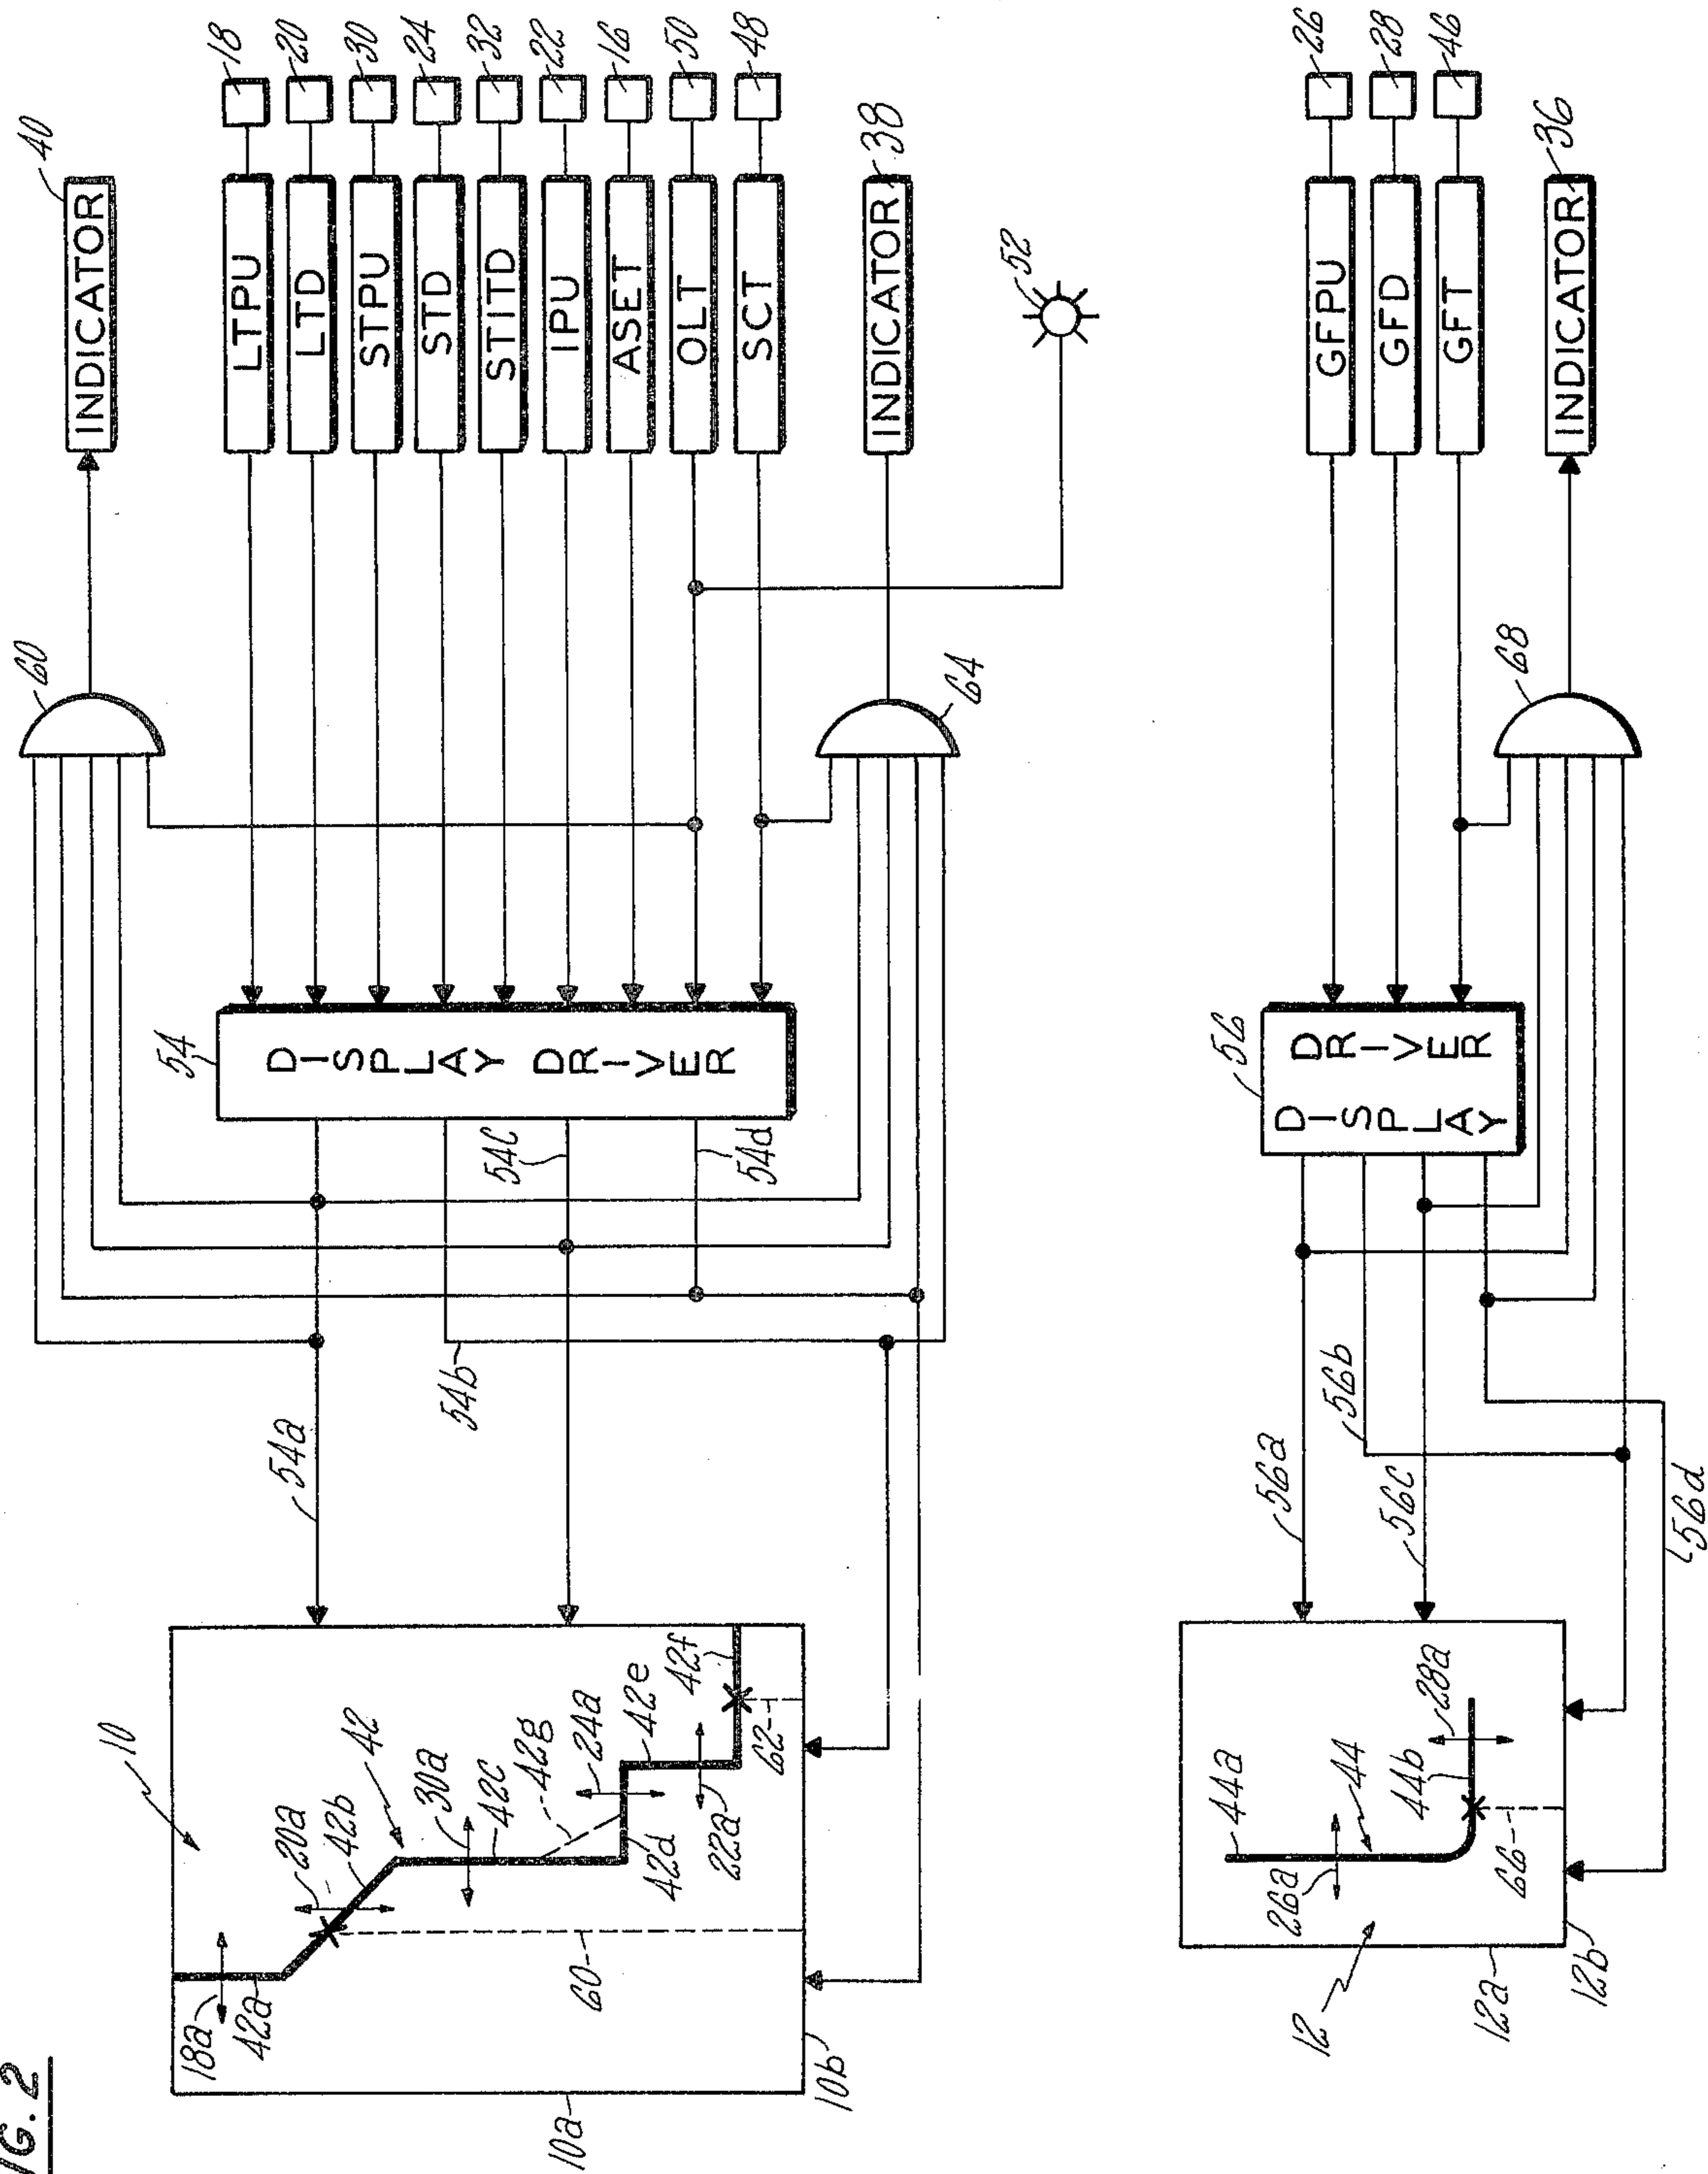 FIG. 2
40
INDICATOR
60
LTPU 18
LTD 20
STPU 30
STD 24
STITD 32
IPU 22
ASET 16
OLT 50
SCT 48
INDICATOR 38
64
52
54
DISPLAY DRIVER
54a
54b
54c
54d
10
10a
10b
18a
42a
20a
42b
42
30a
42c
42g
24a
42d
42e
22a
42f
60
62
GFPU 26
GFD 28
GFT 46
INDICATOR 36
68
56
DISPLAY DRIVER
56a
56b
56c
56d
12
12a
12b
44a
26a
44
44b
28a
66